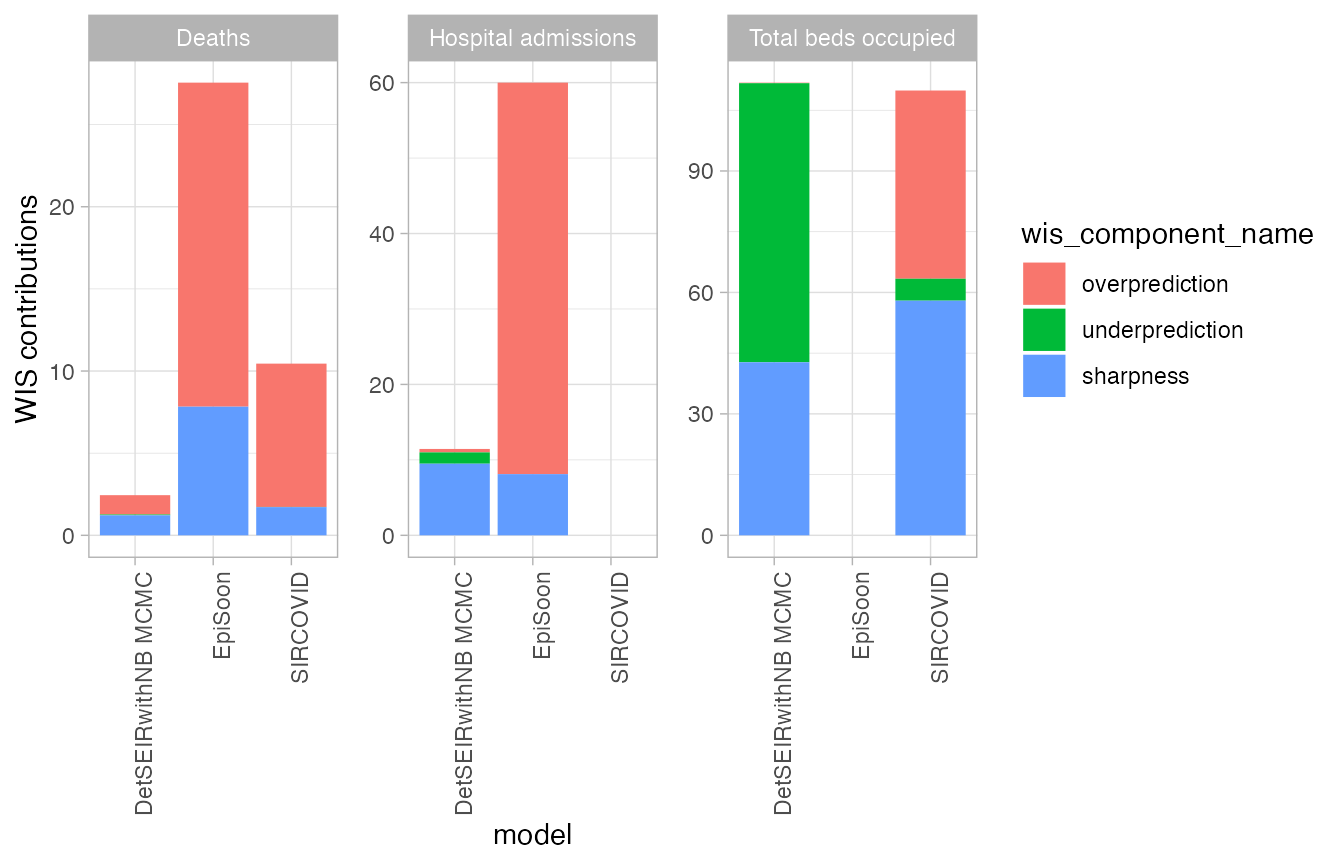 Deaths
Hospital admissions
Total beds occupied
WIS contributions
20
10
0
60
40
20
0
90
60
30
0
DetSEIRwithNB MCMC
EpiSoon
SIRCOVID
DetSEIRwithNB MCMC
EpiSoon
SIRCOVID
DetSEIRwithNB MCMC
EpiSoon
SIRCOVID
model
wis_component_name
overprediction
underprediction
sharpness